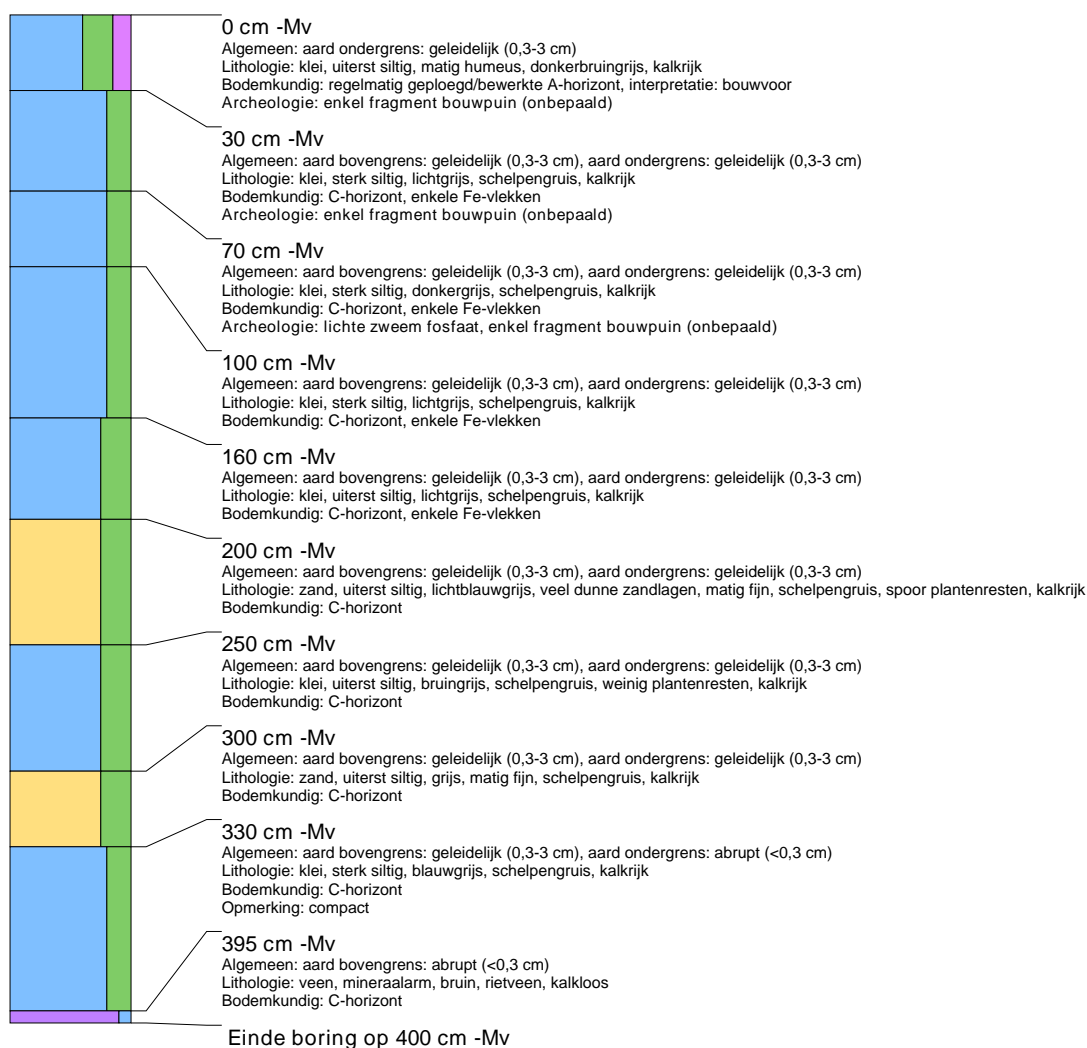 0 cm -Mv
Algemeen: aard ondergrens: geleidelijk (0,3-3 cm)
Lithologie: klei, uiterst siltig, matig humeus, donkerbruingrijs, kalkrijk
Bodemkundig: regelmatig geploegd/bewerkte A-horizont, interpretatie: bouwvoor
Archeologie: enkel fragment bouwpuin (onbepaald)
30 cm -Mv
Algemeen: aard bovengrens: geleidelijk (0,3-3 cm), aard ondergrens: geleidelijk (0,3-3 cm)
Lithologie: klei, sterk siltig, lichtgrijs, schelpengruis, kalkrijk
Bodemkundig: C-horizont, enkele Fe-vlekken
Archeologie: enkel fragment bouwpuin (onbepaald)
70 cm -Mv
Algemeen: aard bovengrens: geleidelijk (0,3-3 cm), aard ondergrens: geleidelijk (0,3-3 cm)
Lithologie: klei, sterk siltig, donkergrijs, schelpengruis, kalkrijk
Bodemkundig: C-horizont, enkele Fe-vlekken
Archeologie: lichte zweem fosfaat, enkel fragment bouwpuin (onbepaald)
100 cm -Mv
Algemeen: aard bovengrens: geleidelijk (0,3-3 cm), aard ondergrens: geleidelijk (0,3-3 cm)
Lithologie: klei, sterk siltig, lichtgrijs, schelpengruis, kalkrijk
Bodemkundig: C-horizont, enkele Fe-vlekken
160 cm -Mv
Algemeen: aard bovengrens: geleidelijk (0,3-3 cm), aard ondergrens: geleidelijk (0,3-3 cm)
Lithologie: klei, uiterst siltig, lichtgrijs, schelpengruis, kalkrijk
Bodemkundig: C-horizont, enkele Fe-vlekken
200 cm -Mv
Algemeen: aard bovengrens: geleidelijk (0,3-3 cm), aard ondergrens: geleidelijk (0,3-3 cm)
Lithologie: zand, uiterst siltig, lichtblauwgrijs, veel dunne zandlagen, matig fijn, schelpengruis, spoor plantenresten, kalkrijk
Bodemkundig: C-horizont
250 cm -Mv
Algemeen: aard bovengrens: geleidelijk (0,3-3 cm), aard ondergrens: geleidelijk (0,3-3 cm)
Lithologie: klei, uiterst siltig, bruingrijs, schelpengruis, weinig plantenresten, kalkrijk
Bodemkundig: C-horizont
300 cm -Mv
Algemeen: aard bovengrens: geleidelijk (0,3-3 cm), aard ondergrens: geleidelijk (0,3-3 cm)
Lithologie: zand, uiterst siltig, grijs, matig fijn, schelpengruis, kalkrijk
Bodemkundig: C-horizont
330 cm -Mv
Algemeen: aard bovengrens: geleidelijk (0,3-3 cm), aard ondergrens: abrupt (<0,3 cm)
Lithologie: klei, sterk siltig, blauwgrijs, schelpengruis, kalkrijk
Bodemkundig: C-horizont
Opmerking: compact
395 cm -Mv
Algemeen: aard bovengrens: abrupt (<0,3 cm)
Lithologie: veen, mineraalarm, bruin, rietveen, kalkloos
Bodemkundig: C-horizont
Einde boring op 400 cm -Mv